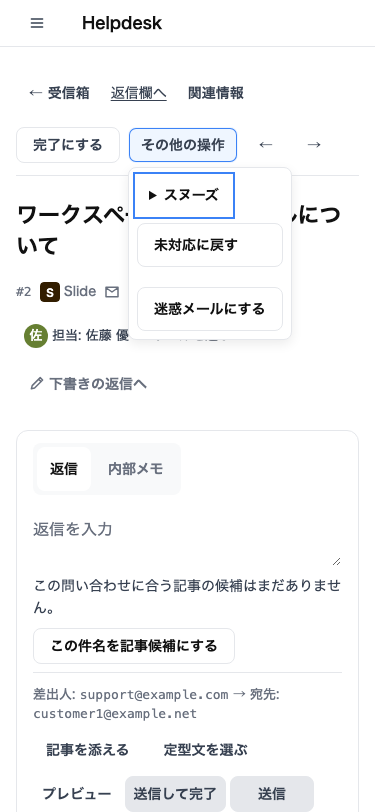 Helpdesk
← 受信箱 返信欄へ 関連情報
完了にする その他の操作 ← →
▶ スヌーズ
未対応に戻す
迷惑メールにする
ワークスペー
いて
#2 S Slide
佐 担当: 佐藤 優
下書きの返信へ
返信 内部メモ
返信を入力
この問い合わせに合う記事の候補はまだありませ
ん。
この件名を記事候補にする
差出人: support@example.com → 宛先:
customer1@example.net
記事を添える 定型文を選ぶ
プレビュー 送信して完了 送信